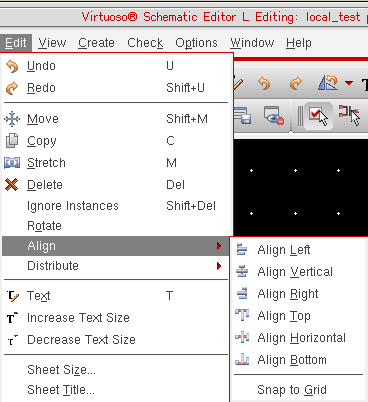 Virtuoso® Schematic Editor L Editing: local_test
Edit View Create Check Options Window Help
Undo U
Redo Shift+U
Move Shift+M
Copy C
Stretch M
Delete Del
Ignore Instances Shift+Del
Rotate
Align
Distribute
Text T
Increase Text Size
Decrease Text Size
Sheet Size...
Sheet Title...
Align Left
Align Vertical
Align Right
Align Top
Align Horizontal
Align Bottom
Snap to Grid